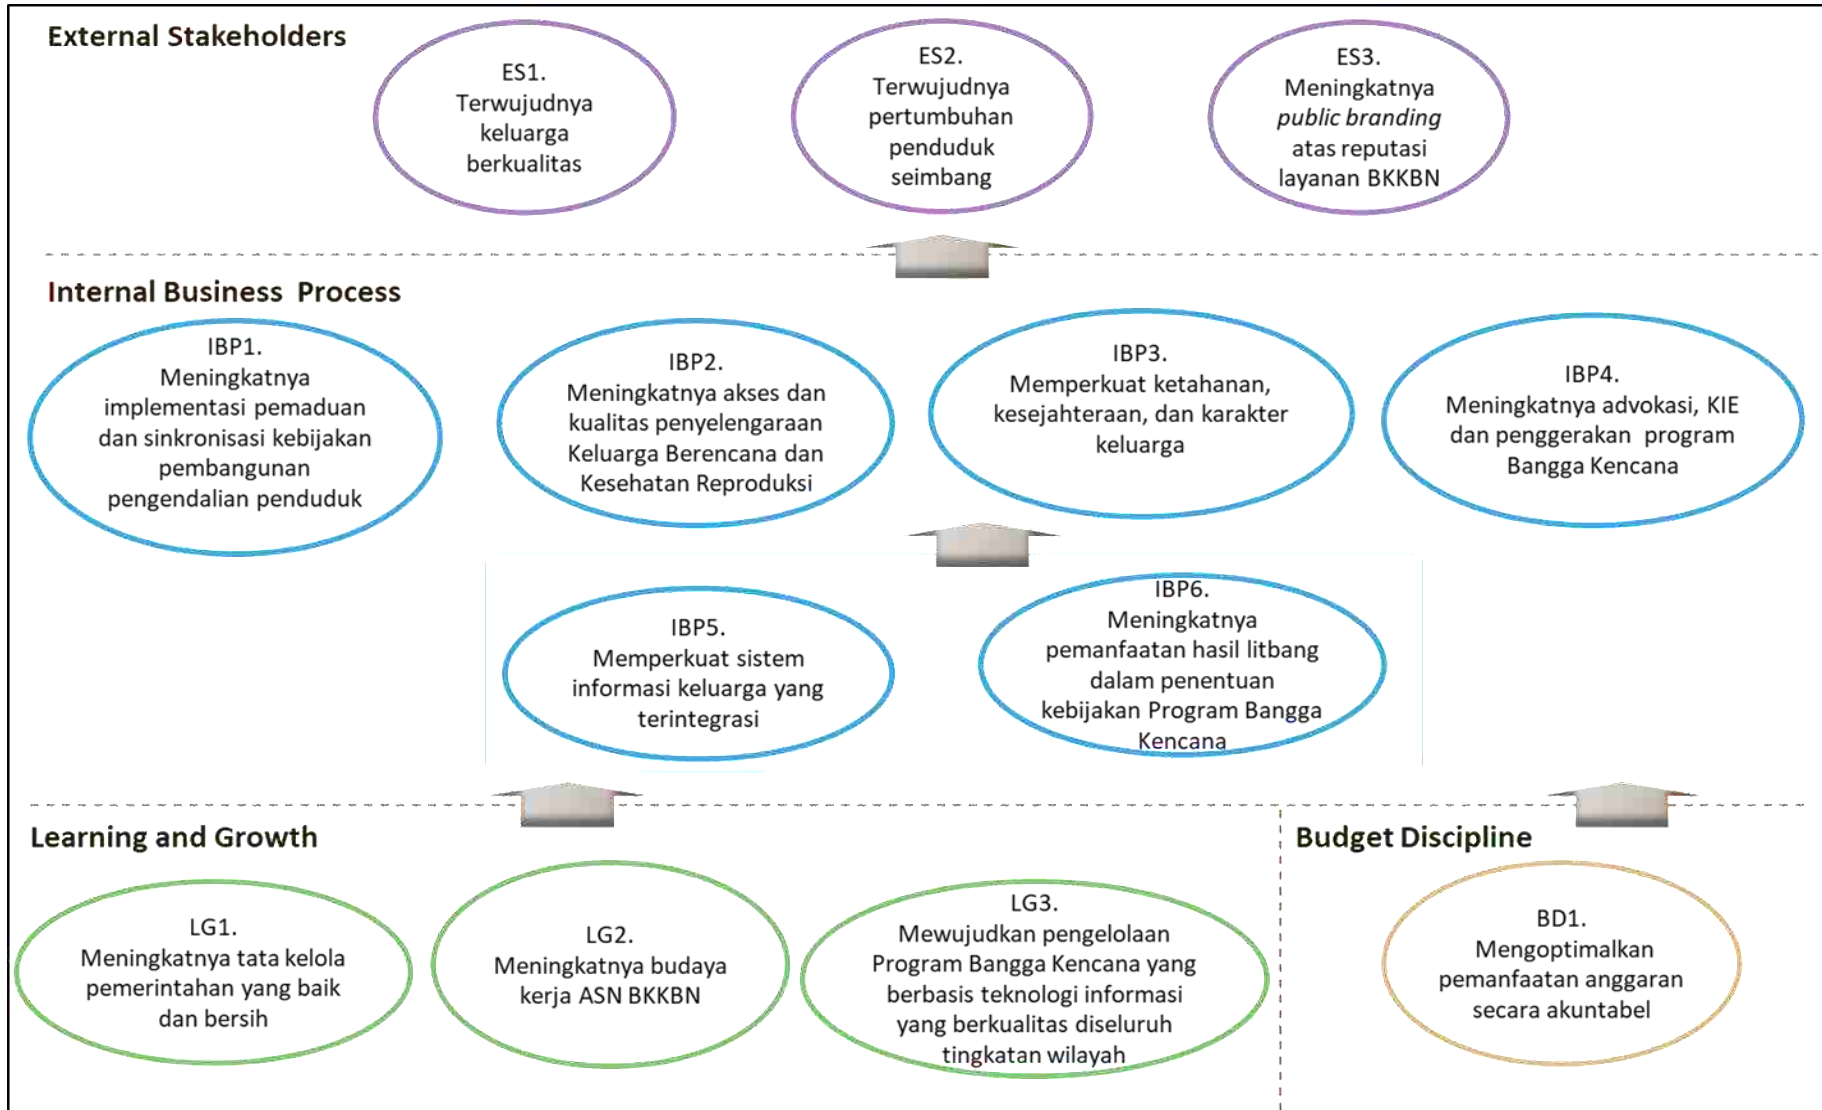 External Stakeholders
ES1.
Terwujudnya
keluarga
berkualitas
ES2.
Terwujudnya
pertumbuhan
penduduk
seimbang
ES3.
Meningkatnya
public branding
atas reputasi
layanan BKKBN
Internal Business Process
IBP1.
Meningkatnya
implementasi pemaduan
dan sinkronisasi kebijakan
pembangunan
pengendalian penduduk
IBP2.
Meningkatnya akses dan
kualitas penyelengaraan
Keluarga Berencana dan
Kesehatan Reproduksi
IBP3.
Memperkuat ketahanan,
kesejahteraan, dan karakter
keluarga
IBP4.
Meningkatnya advokasi, KIE
dan penggerakan program
Bangga Kencana
IBP5.
Memperkuat sistem
informasi keluarga yang
terintegrasi
IBP6.
Meningkatnya
pemanfaatan hasil litbang
dalam penentuan
kebijakan Program Bangga
Kencana
Learning and Growth
LG1.
Meningkatnya tata kelola
pemerintahan yang baik
dan bersih
LG2.
Meningkatnya budaya
kerja ASN BKKBN
LG3.
Mewujudkan pengelolaan
Program Bangga Kencana yang
berbasis teknologi informasi
yang berkualitas diseluruh
tingkatan wilayah
Budget Discipline
BD1.
Mengoptimalkan
pemanfaatan anggaran
secara akuntabel